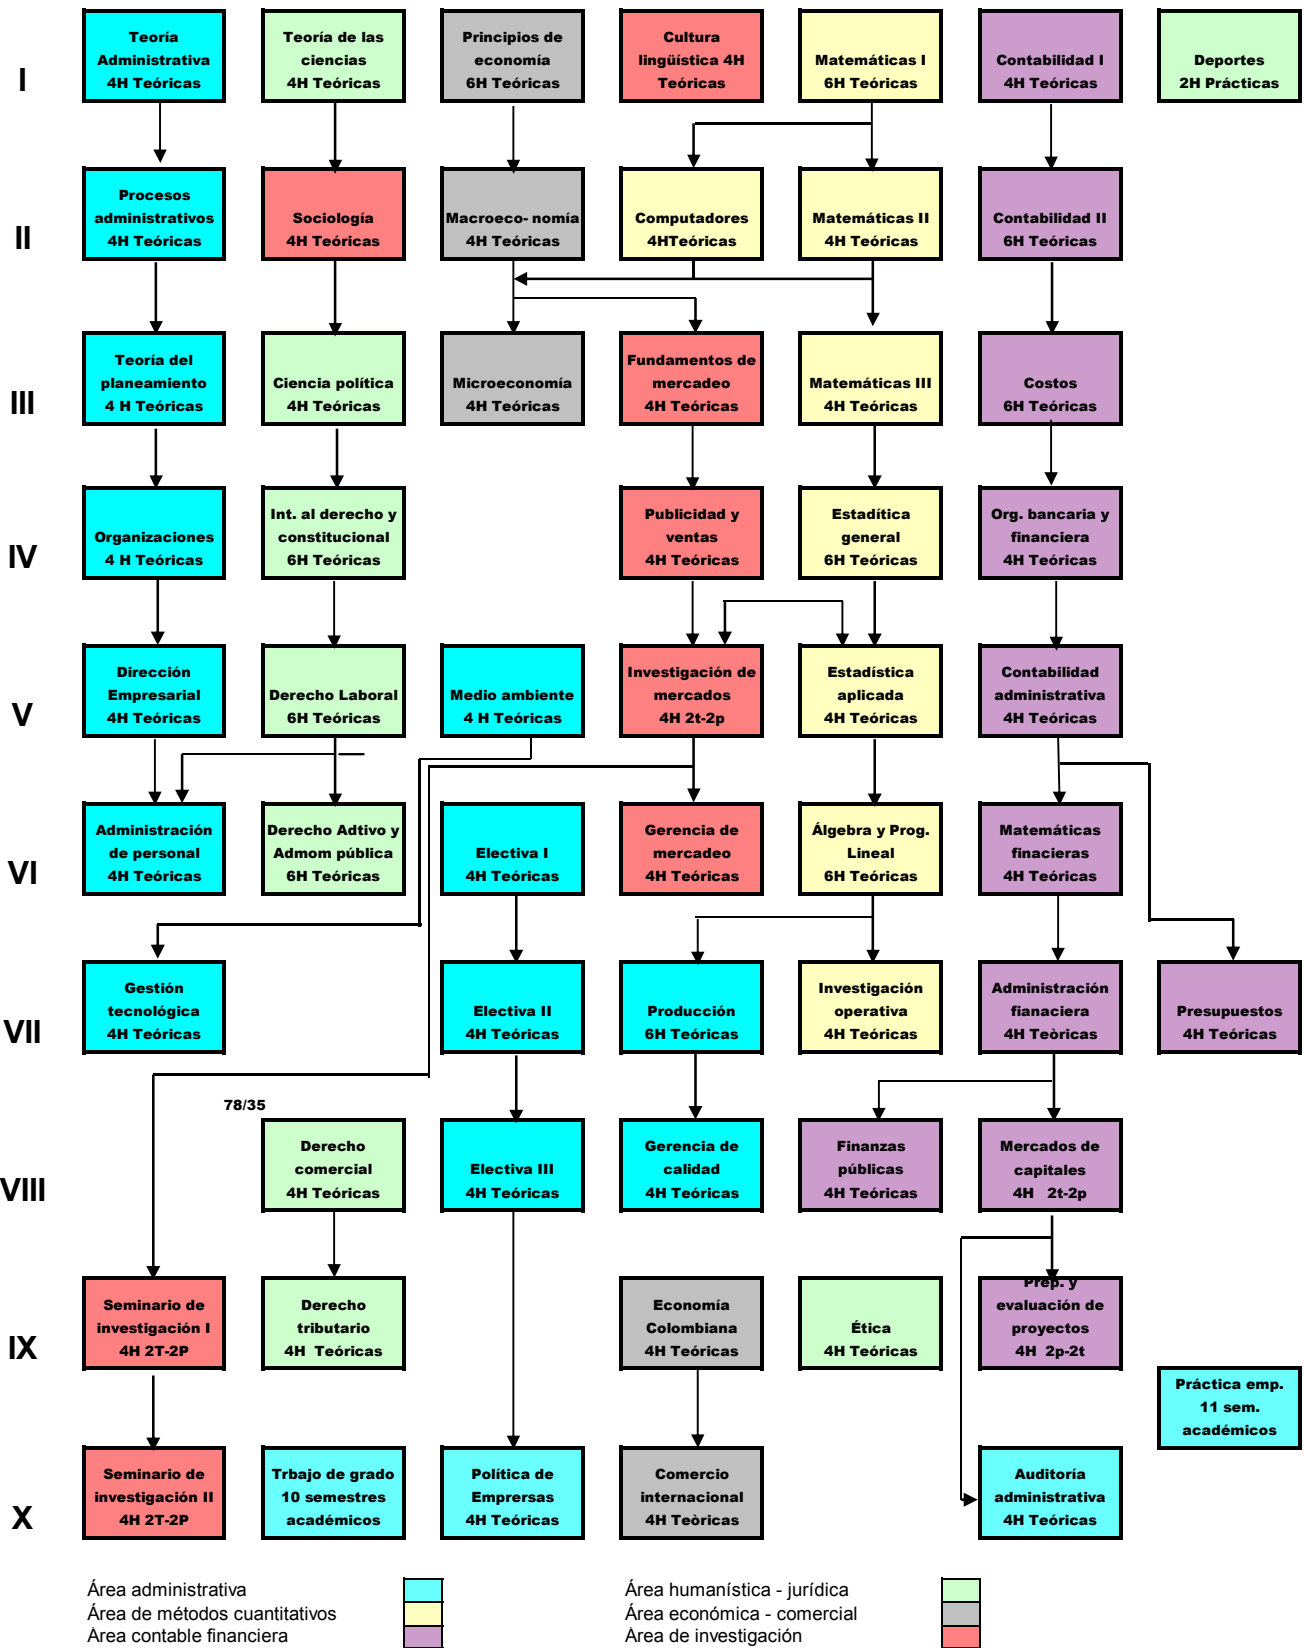 I
Teoría
Administrativa
4H Teóricas
Teoría de las
ciencias
4H Teóricas
Principios de
economía
6H Teóricas
Cultura
lingüística 4H
Teóricas
Matemáticas I
6H Teóricas
Contabilidad I
4H Teóricas
Deportes
2H Prácticas
II
Procesos
administrativos
4H Teóricas
Sociología
4H Teóricas
Macroeco- nomía
4H Teóricas
Computadores
4HTeóricas
Matemáticas II
4H Teóricas
Contabilidad II
6H Teóricas
III
Teoría del
planeamiento
4 H Teóricas
Ciencia política
4H Teóricas
Microeconomía
4H Teóricas
Fundamentos de
mercadeo
4H Teóricas
Matemáticas III
4H Teóricas
Costos
6H Teóricas
IV
Organizaciones
4 H Teóricas
Int. al derecho y
constitucional
6H Teóricas
Publicidad y
ventas
4H Teóricas
Estadítica
general
6H Teóricas
Org. bancaria y
financiera
4H Teóricas
V
Dirección
Empresarial
4H Teóricas
Derecho Laboral
6H Teóricas
Medio ambiente
4 H Teóricas
Investigación de
mercados
4H 2t-2p
Estadística
aplicada
4H Teóricas
Contabilidad
administrativa
4H Teóricas
VI
Administración
de personal
4H Teóricas
Derecho Adtivo y
Admom pública
6H Teóricas
Electiva I
4H Teóricas
Gerencia de
mercadeo
4H Teóricas
Álgebra y Prog.
Lineal
6H Teóricas
Matemáticas
finacieras
4H Teóricas
VII
Gestión
tecnológica
4H Teóricas
Electiva II
4H Teóricas
Producción
6H Teóricas
Investigación
operativa
4H Teóricas
Administración
fianaciera
4H Teòricas
Presupuestos
4H Teóricas
78/35
VIII
Derecho
comercial
4H Teóricas
Electiva III
4H Teóricas
Gerencia de
calidad
4H Teóricas
Finanzas
públicas
4H Teóricas
Mercados de
capitales
4H 2t-2p
IX
Seminario de
investigación I
4H 2T-2P
Derecho
tributario
4H Teóricas
Economía
Colombiana
4H Teóricas
Ética
4H Teóricas
Prep. y
evaluación de
proyectos
4H 2p-2t
Práctica emp.
11 sem.
académicos
X
Seminario de
investigación II
4H 2T-2P
Trbajo de grado
10 semestres
académicos
Política de
Emprersas
4H Teóricas
Comercio
internacional
4H Teòricas
Auditoría
administrativa
4H Teóricas
Área administrativa
Área humanística - jurídica
Área de métodos cuantitativos
Área económica - comercial
Área contable financiera
Área de investigación